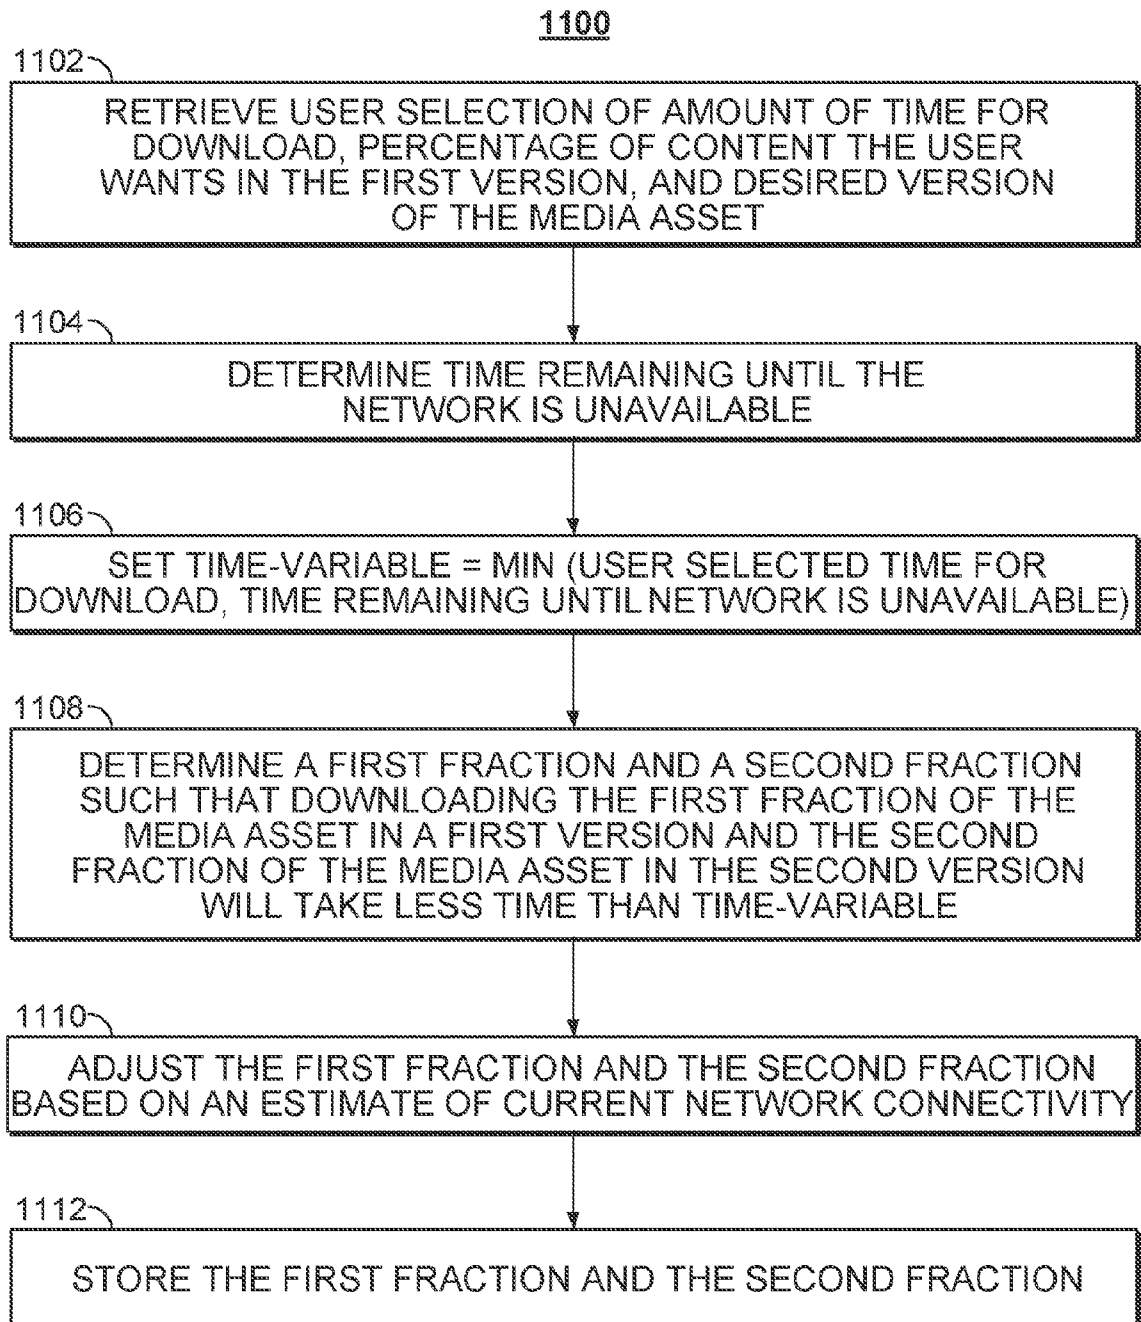 1100
1102
RETRIEVE USER SELECTION OF AMOUNT OF TIME FOR
DOWNLOAD, PERCENTAGE OF CONTENT THE USER
WANTS IN THE FIRST VERSION, AND DESIRED VERSION
OF THE MEDIA ASSET
1104
DETERMINE TIME REMAINING UNTIL THE
NETWORK IS UNAVAILABLE
1106
SET TIME-VARIABLE = MIN (USER SELECTED TIME FOR
DOWNLOAD, TIME REMAINING UNTIL NETWORK IS UNAVAILABLE)
1108
DETERMINE A FIRST FRACTION AND A SECOND FRACTION
SUCH THAT DOWNLOADING THE FIRST FRACTION OF THE
MEDIA ASSET IN A FIRST VERSION AND THE SECOND
FRACTION OF THE MEDIA ASSET IN THE SECOND VERSION
WILL TAKE LESS TIME THAN TIME-VARIABLE
1110
ADJUST THE FIRST FRACTION AND THE SECOND FRACTION
BASED ON AN ESTIMATE OF CURRENT NETWORK CONNECTIVITY
1112
STORE THE FIRST FRACTION AND THE SECOND FRACTION